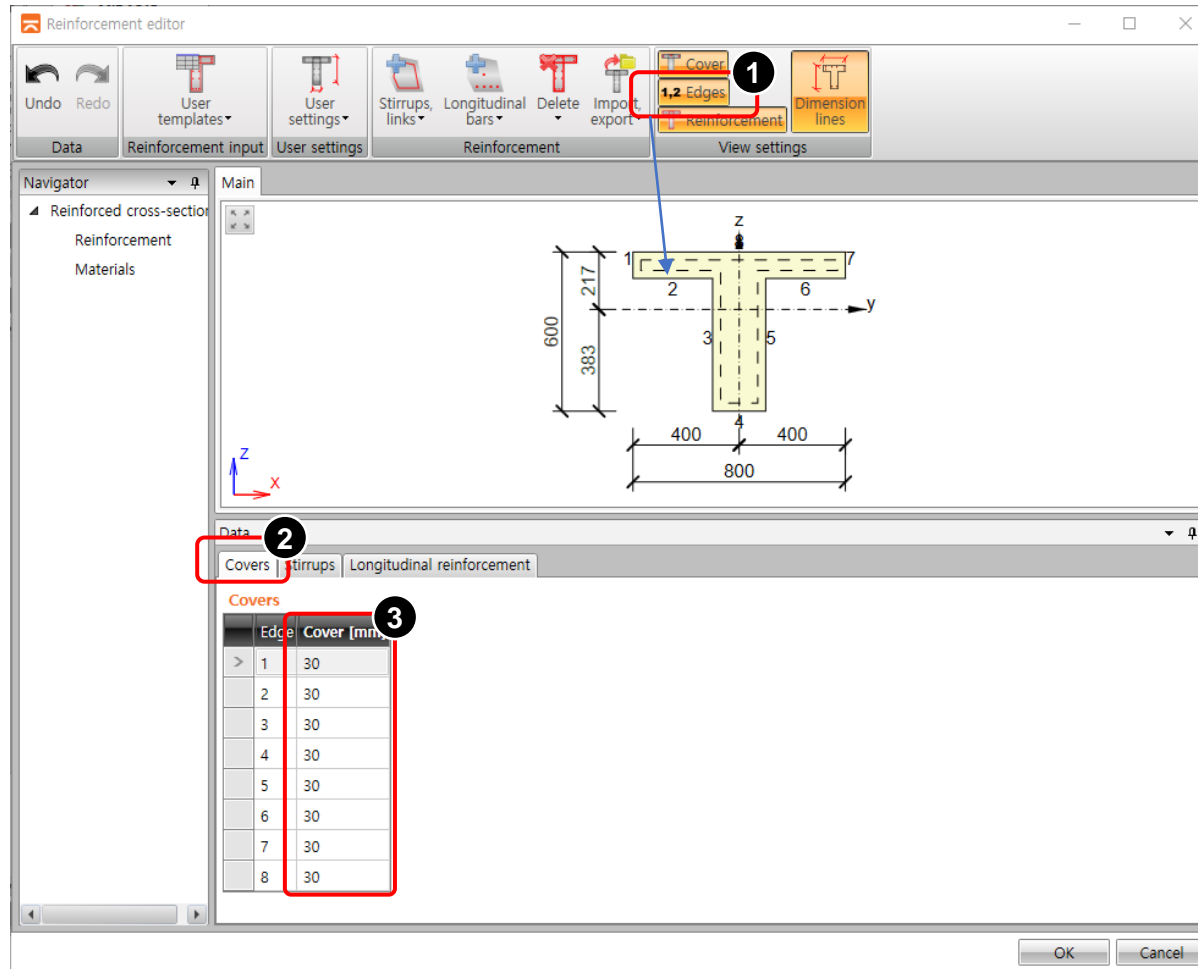 Reinforcement editor
Undo Redo
User templates
User settings
Stirrups, links
Longitudinal bars
Delete
Import, export
Cover
1,2 Edges
Reinforcement
Dimension lines
1
Data
Reinforcement input
User settings
Reinforcement
View settings
Navigator
Reinforced cross-section
Reinforcement
Materials
Main
z
1
7
2
6
y
3
5
4
217
600
383
400
400
800
Z
X
Data
2
Covers
Stirrups
Longitudinal reinforcement
Covers
3
Edge Cover [mm]
> 1 30
2 30
3 30
4 30
5 30
6 30
7 30
8 30
OK Cancel